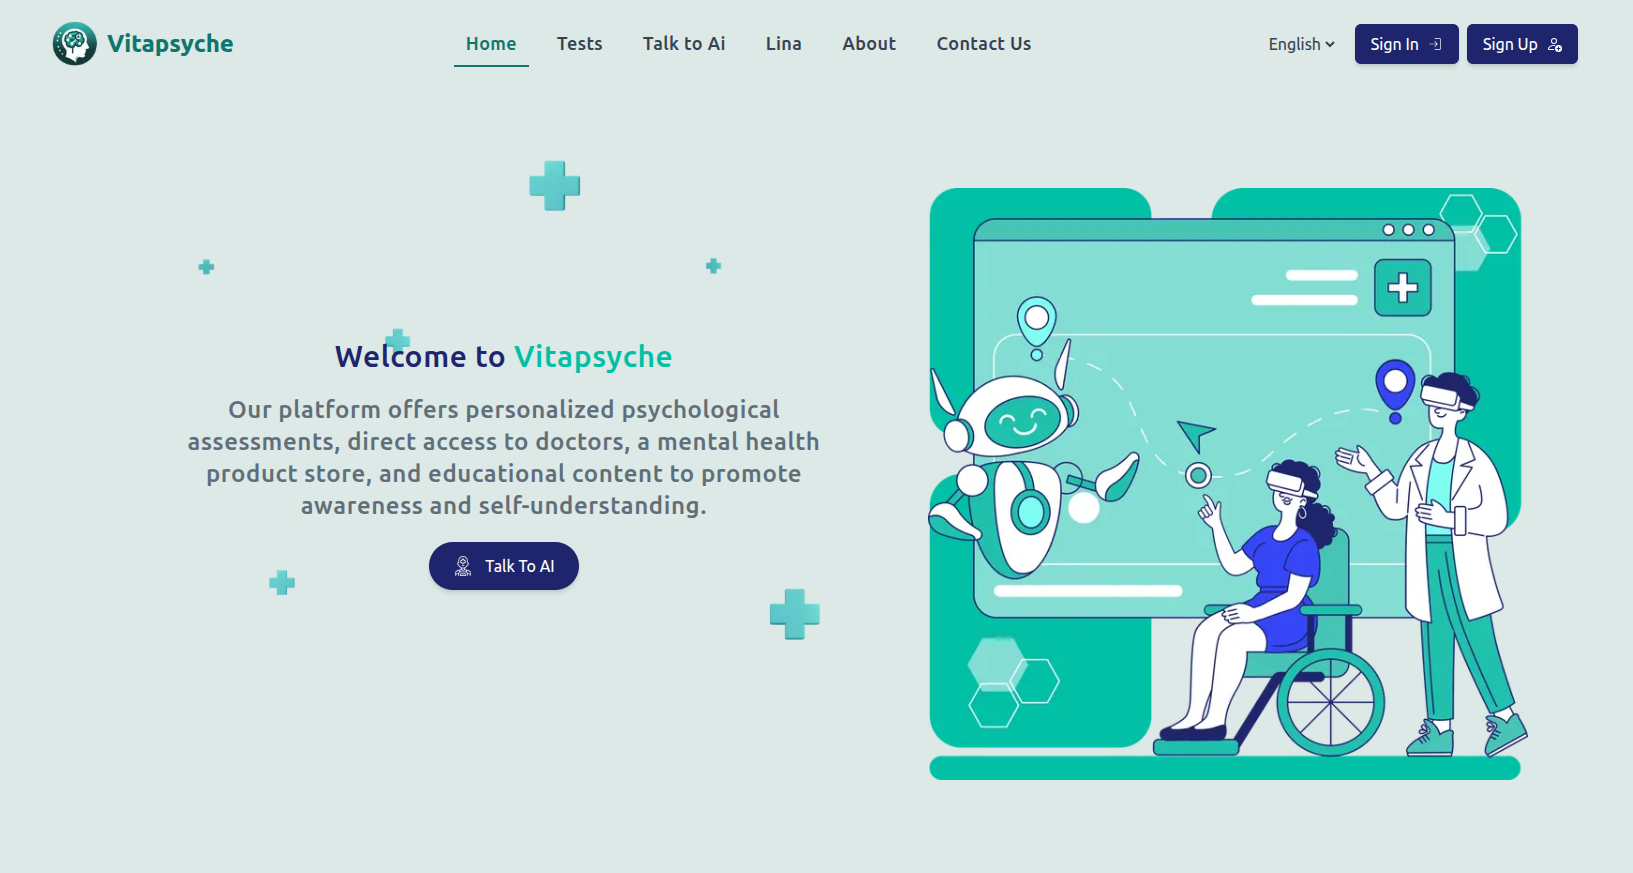 Vitapsyche
Home Tests Talk to Ai Lina About Contact Us
English Sign In Sign Up
Welcome to Vitapsyche
Our platform offers personalized psychological
assessments, direct access to doctors, a mental health
product store, and educational content to promote
awareness and self-understanding.
Talk To AI